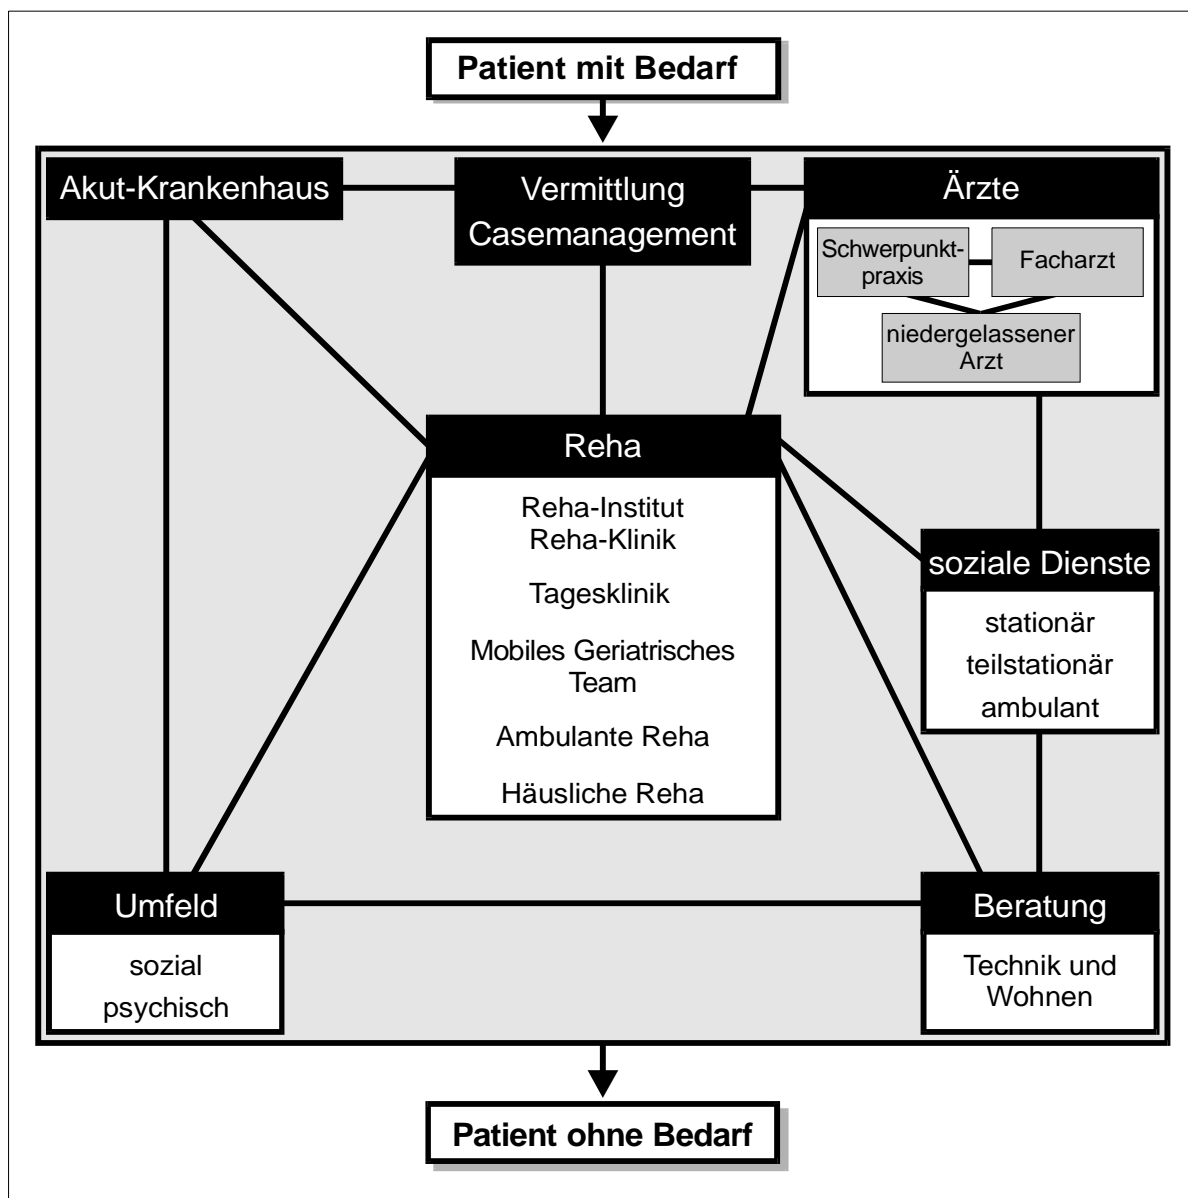 Patient mit Bedarf
Akut-Krankenhaus
Vermittlung
Casemanagement
Ärzte
Schwerpunkt-
praxis
Facharzt
niedergelassener
Arzt
Reha
Reha-Institut
Reha-Klinik
Tagesklinik
Mobiles Geriatrisches
Team
Ambulante Reha
Häusliche Reha
soziale Dienste
stationär
teilstationär
ambulant
Umfeld
sozial
psychisch
Beratung
Technik und
Wohnen
Patient ohne Bedarf